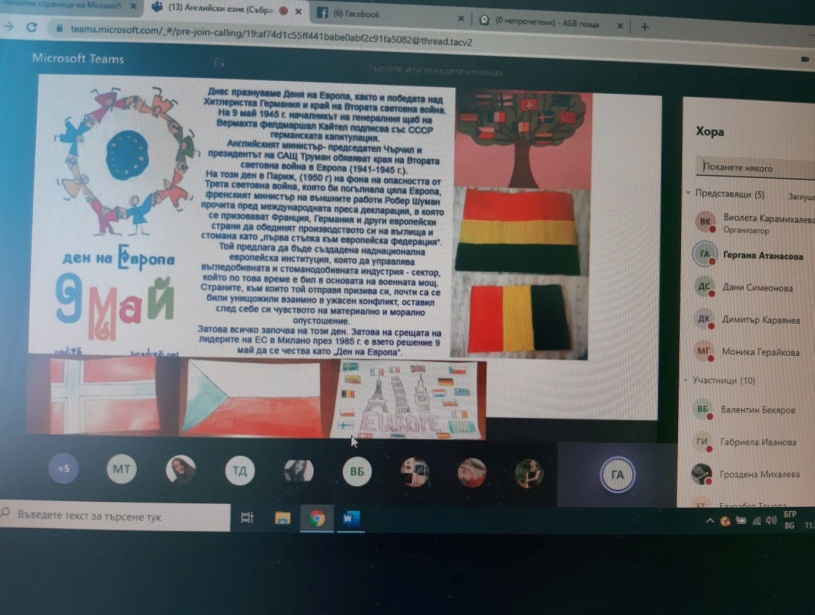 (13) Английски език (Събра
(6) Facebook
(0 непрочетени) - АБВ поща
teams.microsoft.com/_#/pre-join-calling/19:af74d1c55ff441babe0abf2c91fa5082@thread.tacv2
Microsoft Teams
Търсете или въведете команда
Днес празнуваме Деня на Европа, както и победата над
Хитлеристка Германия и край на Втората световна война.
На 9 май 1945 г. началникът на генералния щаб на
Вермахта фелдмаршал Кайтел подписва със СССР
германската капитулация.
Английският министър- председател Чърчил и
президентът на САЩ Труман обявяват края на Втората
световна война в Европа (1941-1945 г.).
На този ден в Париж, (1950 г) на фона на опасността от
Трета световна война, която би погълнала цяла Европа,
френският министър на външните работи Робер Шуман
прочита пред международната преса декларация, в която
се призовават Франция, Германия и други европейски
страни да обединят производството си на въглища и
стомана като „първа стъпка към европейска федерация“.
Той предлага да бъде създадена наднационална
европейска институция, която да управлява
въгледобивната и стоманодобивната индустрия - сектор,
който по това време е бил в основата на военната мощ.
Страните, към които той отправя призива си, почти са се
били унищожили взаимно в ужасен конфликт, оставил
след себе си чувството на материално и морално
опустошение.
Затова всичко започва на този ден. Затова на срещата на
лидерите на ЕС в Милано през 1985 г. е взето решение 9
май да се чества като „Ден на Европа“.
ден на Европа
9 май
EUROPE
Хора
Поканете някого
Представящи (5)
Заглуша
ВК
Виолета Карамихалева
Организатор
ГА
Гергана Атанасова
ДС
Дани Симеонова
ДК
Димитър Караянев
МГ
Моника Герайкова
Участници (10)
ВБ
Валентин Бекяров
ГИ
Габриела Иванова
Гроздена Михалева
+5
МТ
ТД
ВБ
ГА
Въведете текст за търсене тук
БГР
BG